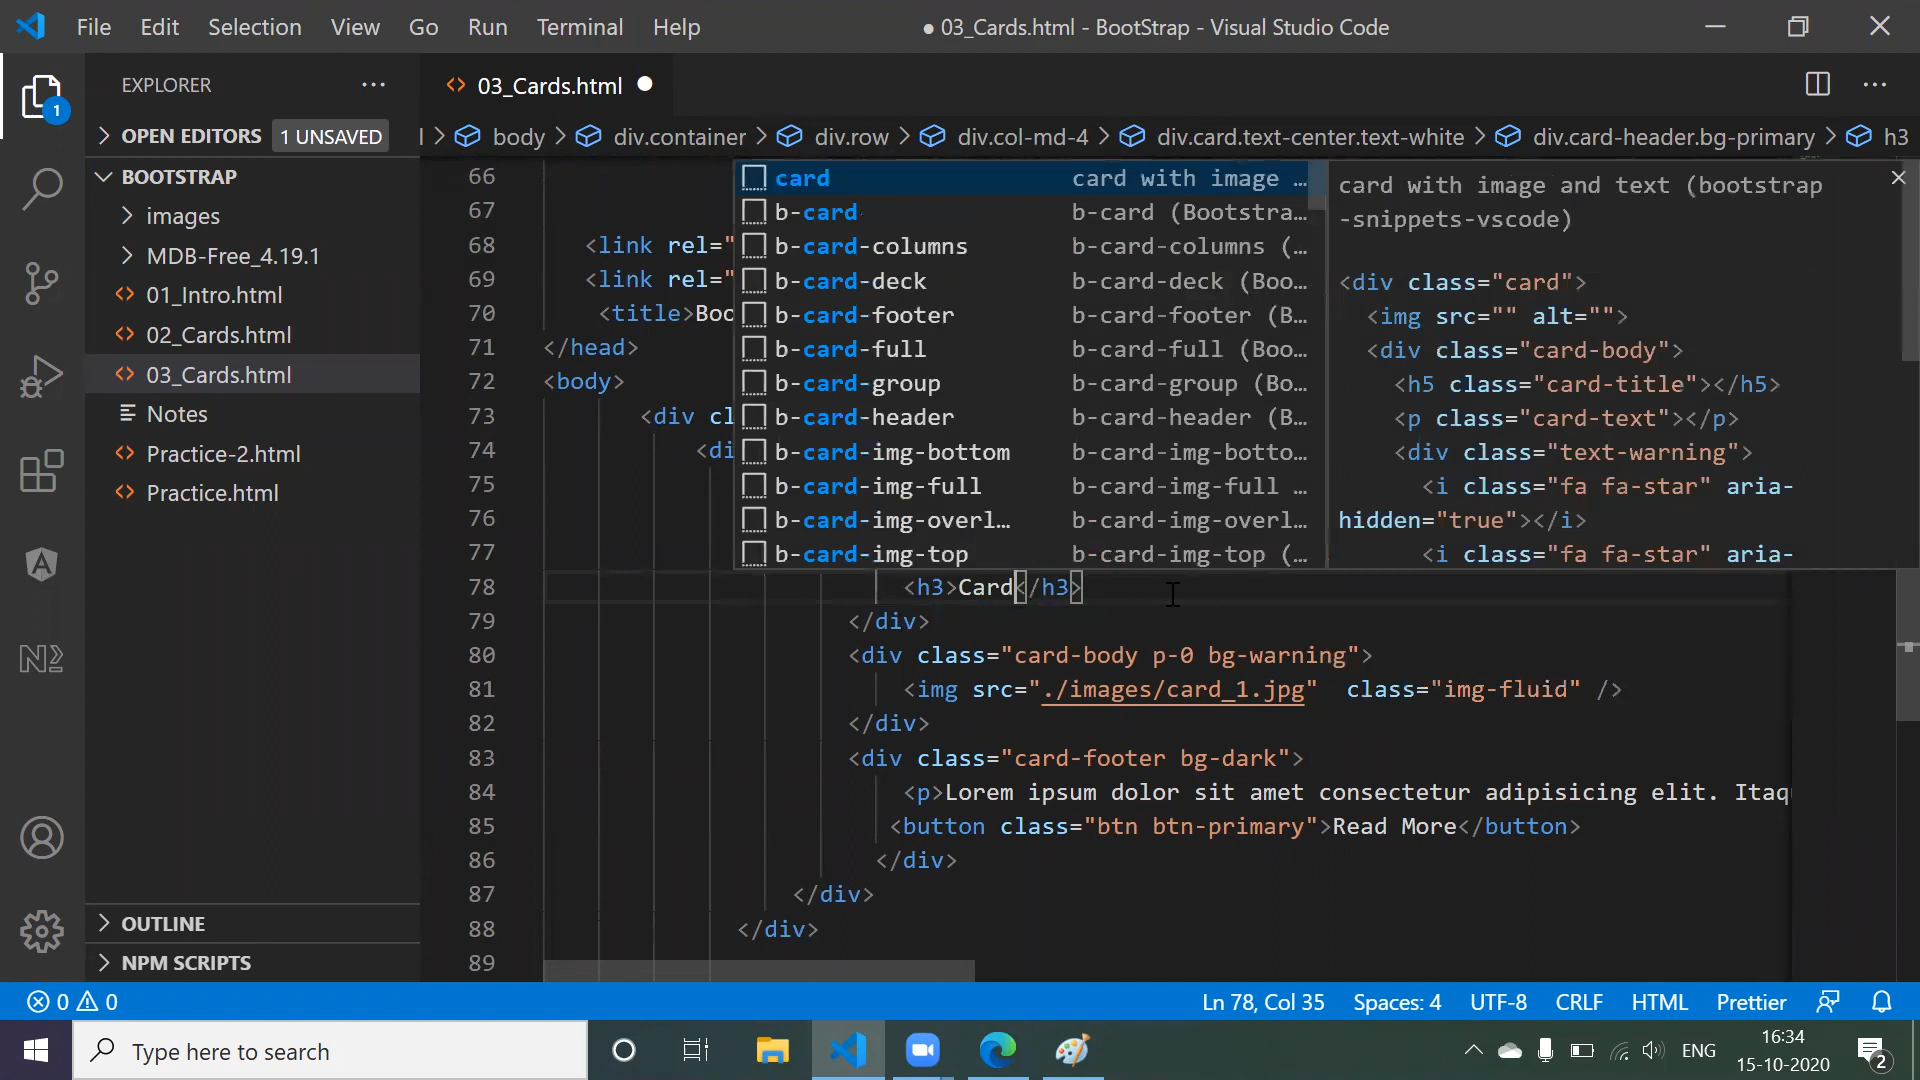 File Edit Selection View Go Run Terminal Help
● 03_Cards.html - BootStrap - Visual Studio Code
EXPLORER ...
OPEN EDITORS 1 UNSAVED
BOOTSTRAP
images
MDB-Free_4.19.1
01_Intro.html
02_Cards.html
03_Cards.html
Notes
Practice-2.html
Practice.html
OUTLINE
NPM SCRIPTS
1
03_Cards.html ●
l > body > div.container > div.row > div.col-md-4 > div.card.text-center.text-white > div.card-header.bg-primary > h3
66
67
68 <link rel="
69 <link rel="
70 <title>Boo
71 </head>
72 <body>
73 <div cl
74 <di
75
76
77
78 <h3>Card</h3>
79 </div>
80 <div class="card-body p-0 bg-warning">
81 <img src="./images/card_1.jpg" class="img-fluid" />
82 </div>
83 <div class="card-footer bg-dark">
84 <p>Lorem ipsum dolor sit amet consectetur adipisicing elit. Itaq
85 <button class="btn btn-primary">Read More</button>
86 </div>
87 </div>
88 </div>
89
card card with image …
b-card b-card (Bootstra…
b-card-columns b-card-columns (…
b-card-deck b-card-deck (Boo…
b-card-footer b-card-footer (B…
b-card-full b-card-full (Boo…
b-card-group b-card-group (Bo…
b-card-header b-card-header (B…
b-card-img-bottom b-card-img-botto…
b-card-img-full b-card-img-full …
b-card-img-overl… b-card-img-overl…
b-card-img-top b-card-img-top (…
card with image and text (bootstrap
-snippets-vscode)
<div class="card">
<img src="" alt="">
<div class="card-body">
<h5 class="card-title"></h5>
<p class="card-text"></p>
<div class="text-warning">
<i class="fa fa-star" aria-
hidden="true"></i>
<i class="fa fa-star" aria-
0 0
Ln 78, Col 35 Spaces: 4 UTF-8 CRLF HTML Prettier
Type here to search
ENG
16:34
15-10-2020
2